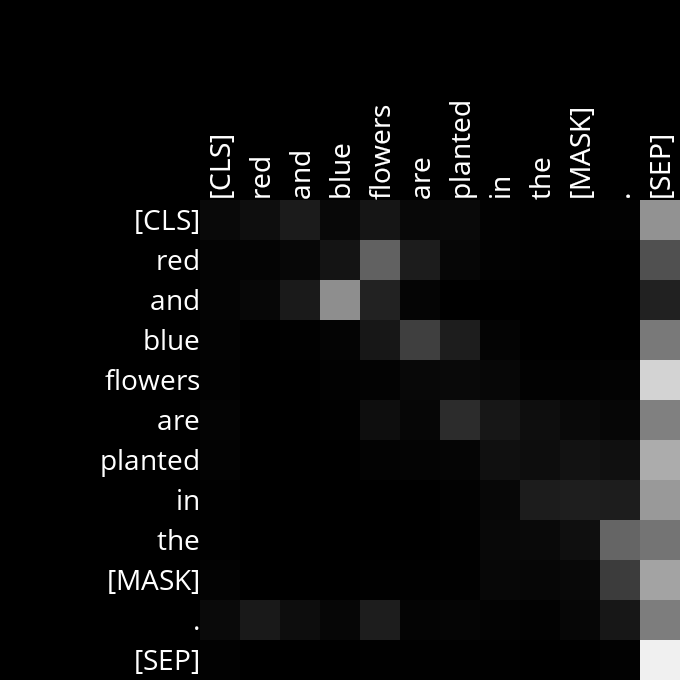 [CLS] red and blue flowers are planted in the [MASK] . [SEP]
[CLS]
red
and
blue
flowers
are
planted
in
the
[MASK]
.
[SEP]